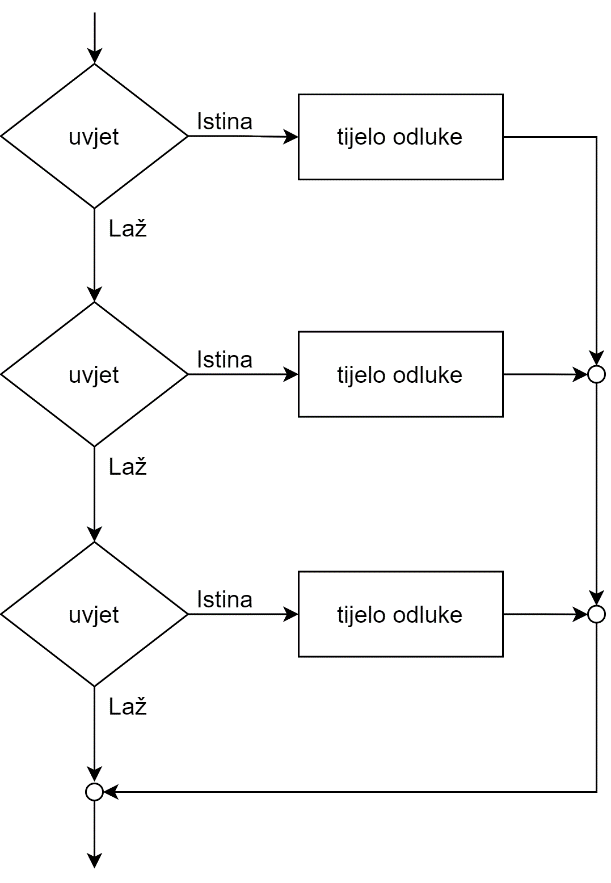 uvjet
Istina
tijelo odluke
Laž
uvjet
Istina
tijelo odluke
Laž
uvjet
Istina
tijelo odluke
Laž